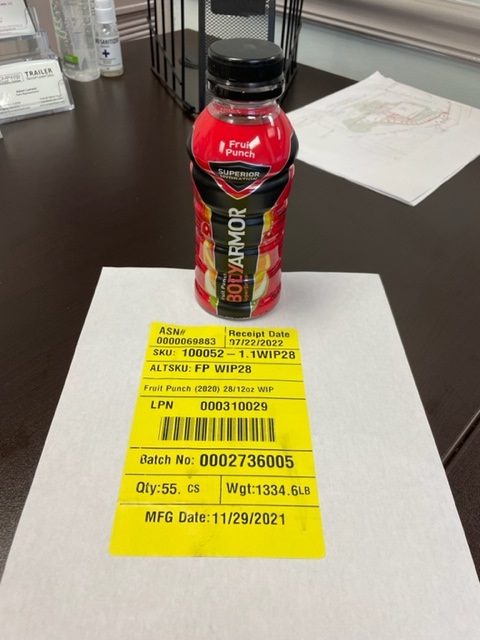 TRAILER
Fruit
Punch
SUPERIOR
HYDRATION
BODYARMOR
ASN#
0000069883
Receipt Date
07/22/2022
SKU: 100052-1.1WIP28
ALTSKU: FP WIP28
Fruit Punch (2020) 28/12oz WIP
LPN 000310029
Batch No: 0002736005
Qty:55. CS
Wgt:1334.6LB
MFG Date:11/29/2021